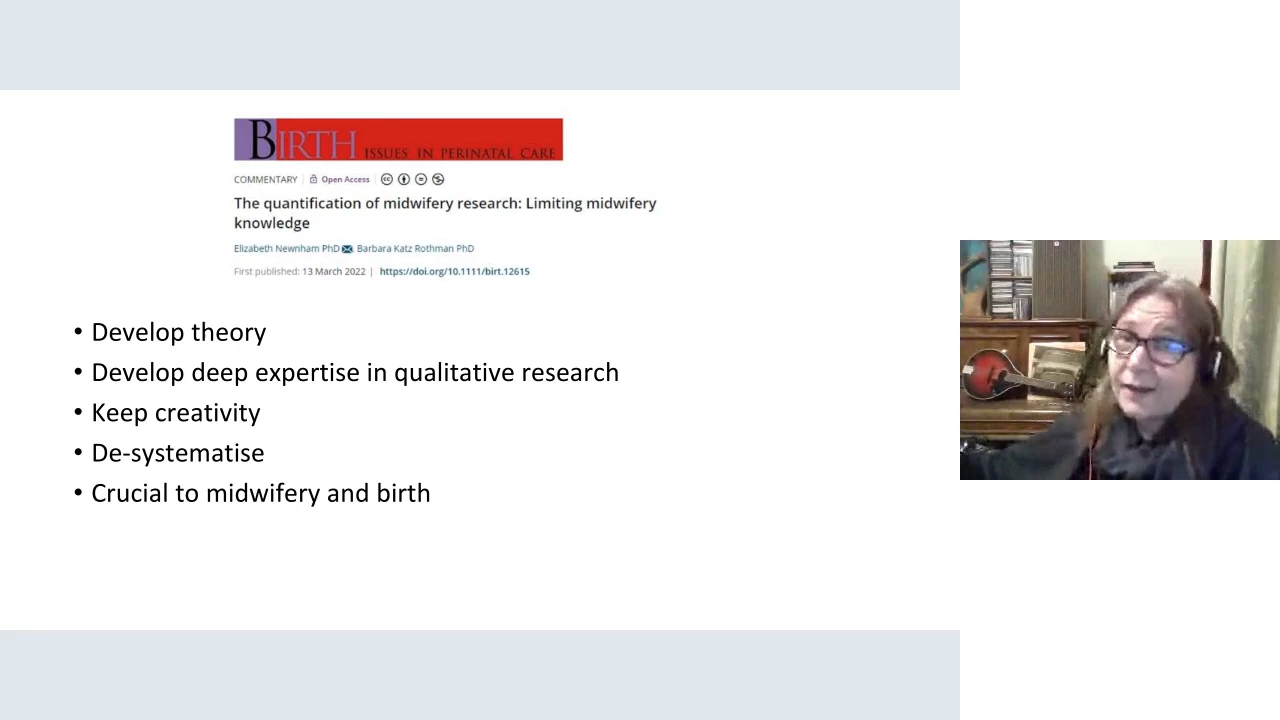 BIRTH ISSUES IN PERINATAL CARE
COMMENTARY Open Access
The quantification of midwifery research: Limiting midwifery
knowledge
Elizabeth Newnham PhD, Barbara Katz Rothman PhD
First published: 13 March 2022 | https://doi.org/10.1111/birt.12615
• Develop theory
• Develop deep expertise in qualitative research
• Keep creativity
• De-systematise
• Crucial to midwifery and birth